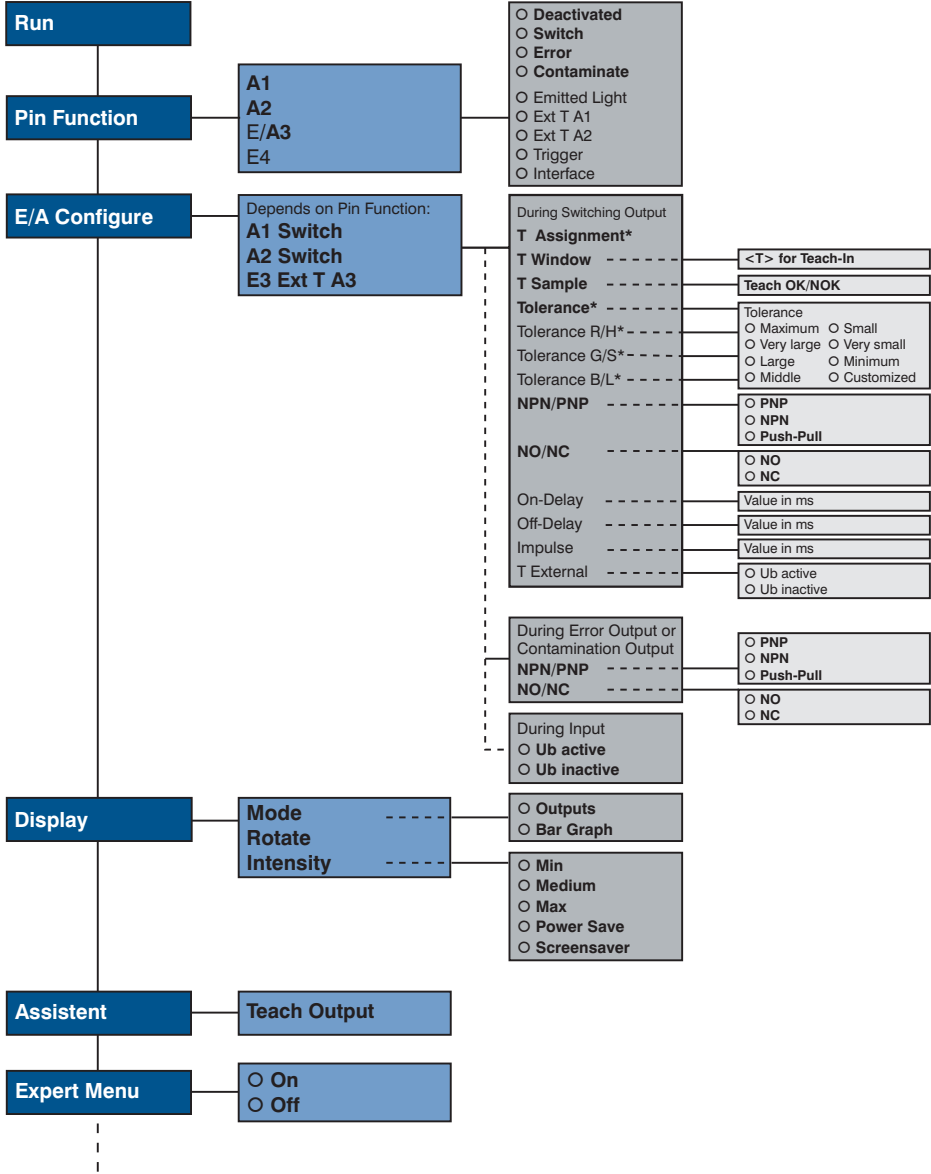 Run
Pin Function
A1
A2
E/A3
E4
O Deactivated
O Switch
O Error
O Contaminate
O Emitted Light
O Ext T A1
O Ext T A2
O Trigger
O Interface
E/A Configure
Depends on Pin Function:
A1 Switch
A2 Switch
E3 Ext T A3
During Switching Output
T Assignment*
T Window
<T> for Teach-In
T Sample
Teach OK/NOK
Tolerance*
Tolerance R/H*
Tolerance G/S*
Tolerance B/L*
Tolerance
O Maximum O Small
O Very large O Very small
O Large O Minimum
O Middle O Customized
NPN/PNP
O PNP
O NPN
O Push-Pull
NO/NC
O NO
O NC
On-Delay
Value in ms
Off-Delay
Value in ms
Impulse
Value in ms
T External
O Ub active
O Ub inactive
During Error Output or
Contamination Output
NPN/PNP
NO/NC
O PNP
O NPN
O Push-Pull
O NO
O NC
During Input
O Ub active
O Ub inactive
Display
Mode
Rotate
Intensity
O Outputs
O Bar Graph
O Min
O Medium
O Max
O Power Save
O Screensaver
Assistent
Teach Output
Expert Menu
O On
O Off